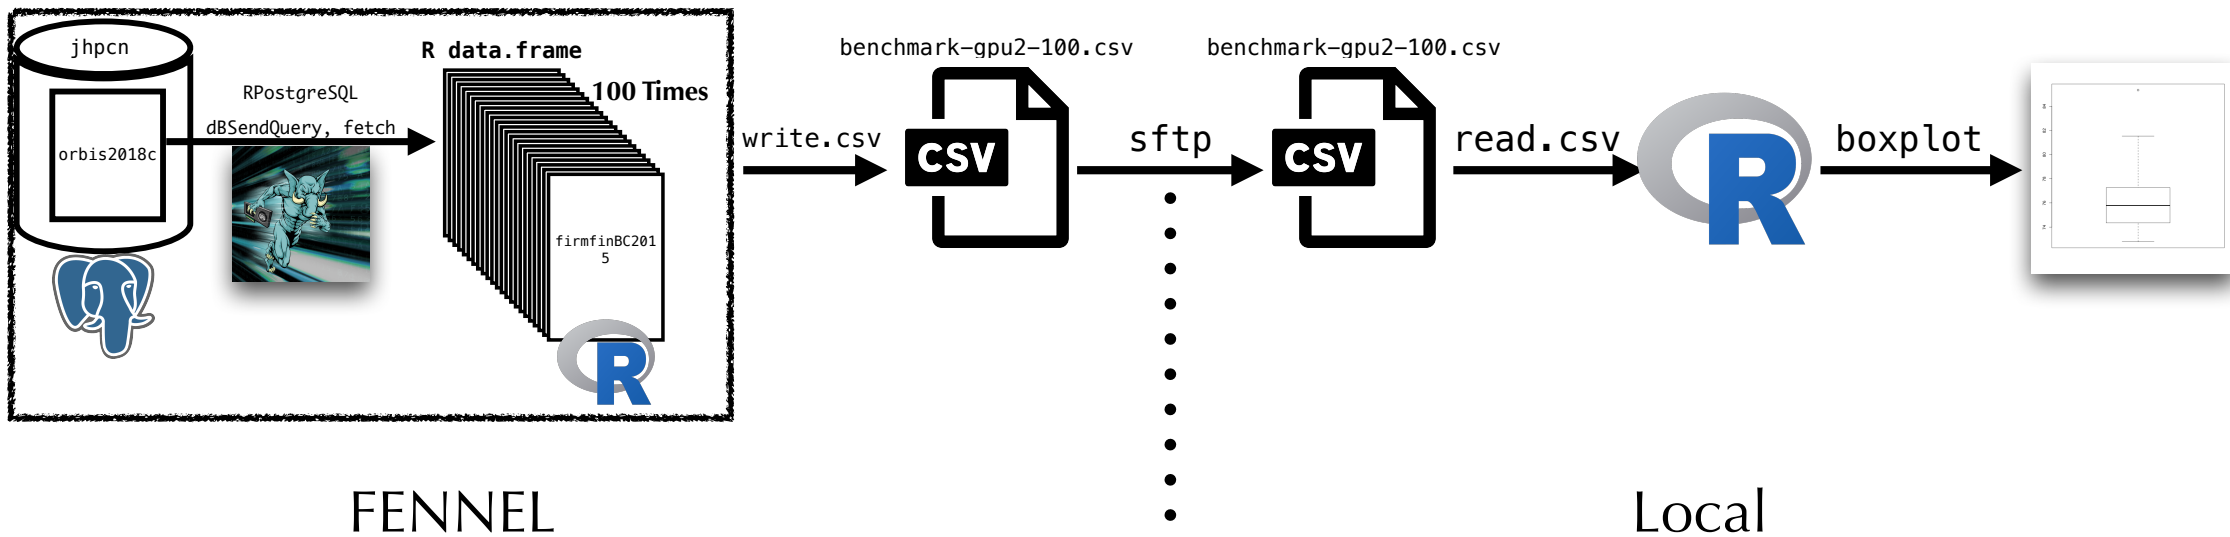 jhpcn
orbis2018c
RPostgreSQL
dBSendQuery, fetch
R data.frame
100 Times
firmfinBC201
5
R
write.csv
benchmark-gpu2-100.csv
CSV
sftp
benchmark-gpu2-100.csv
CSV
read.csv
R
boxplot
FENNEL
Local